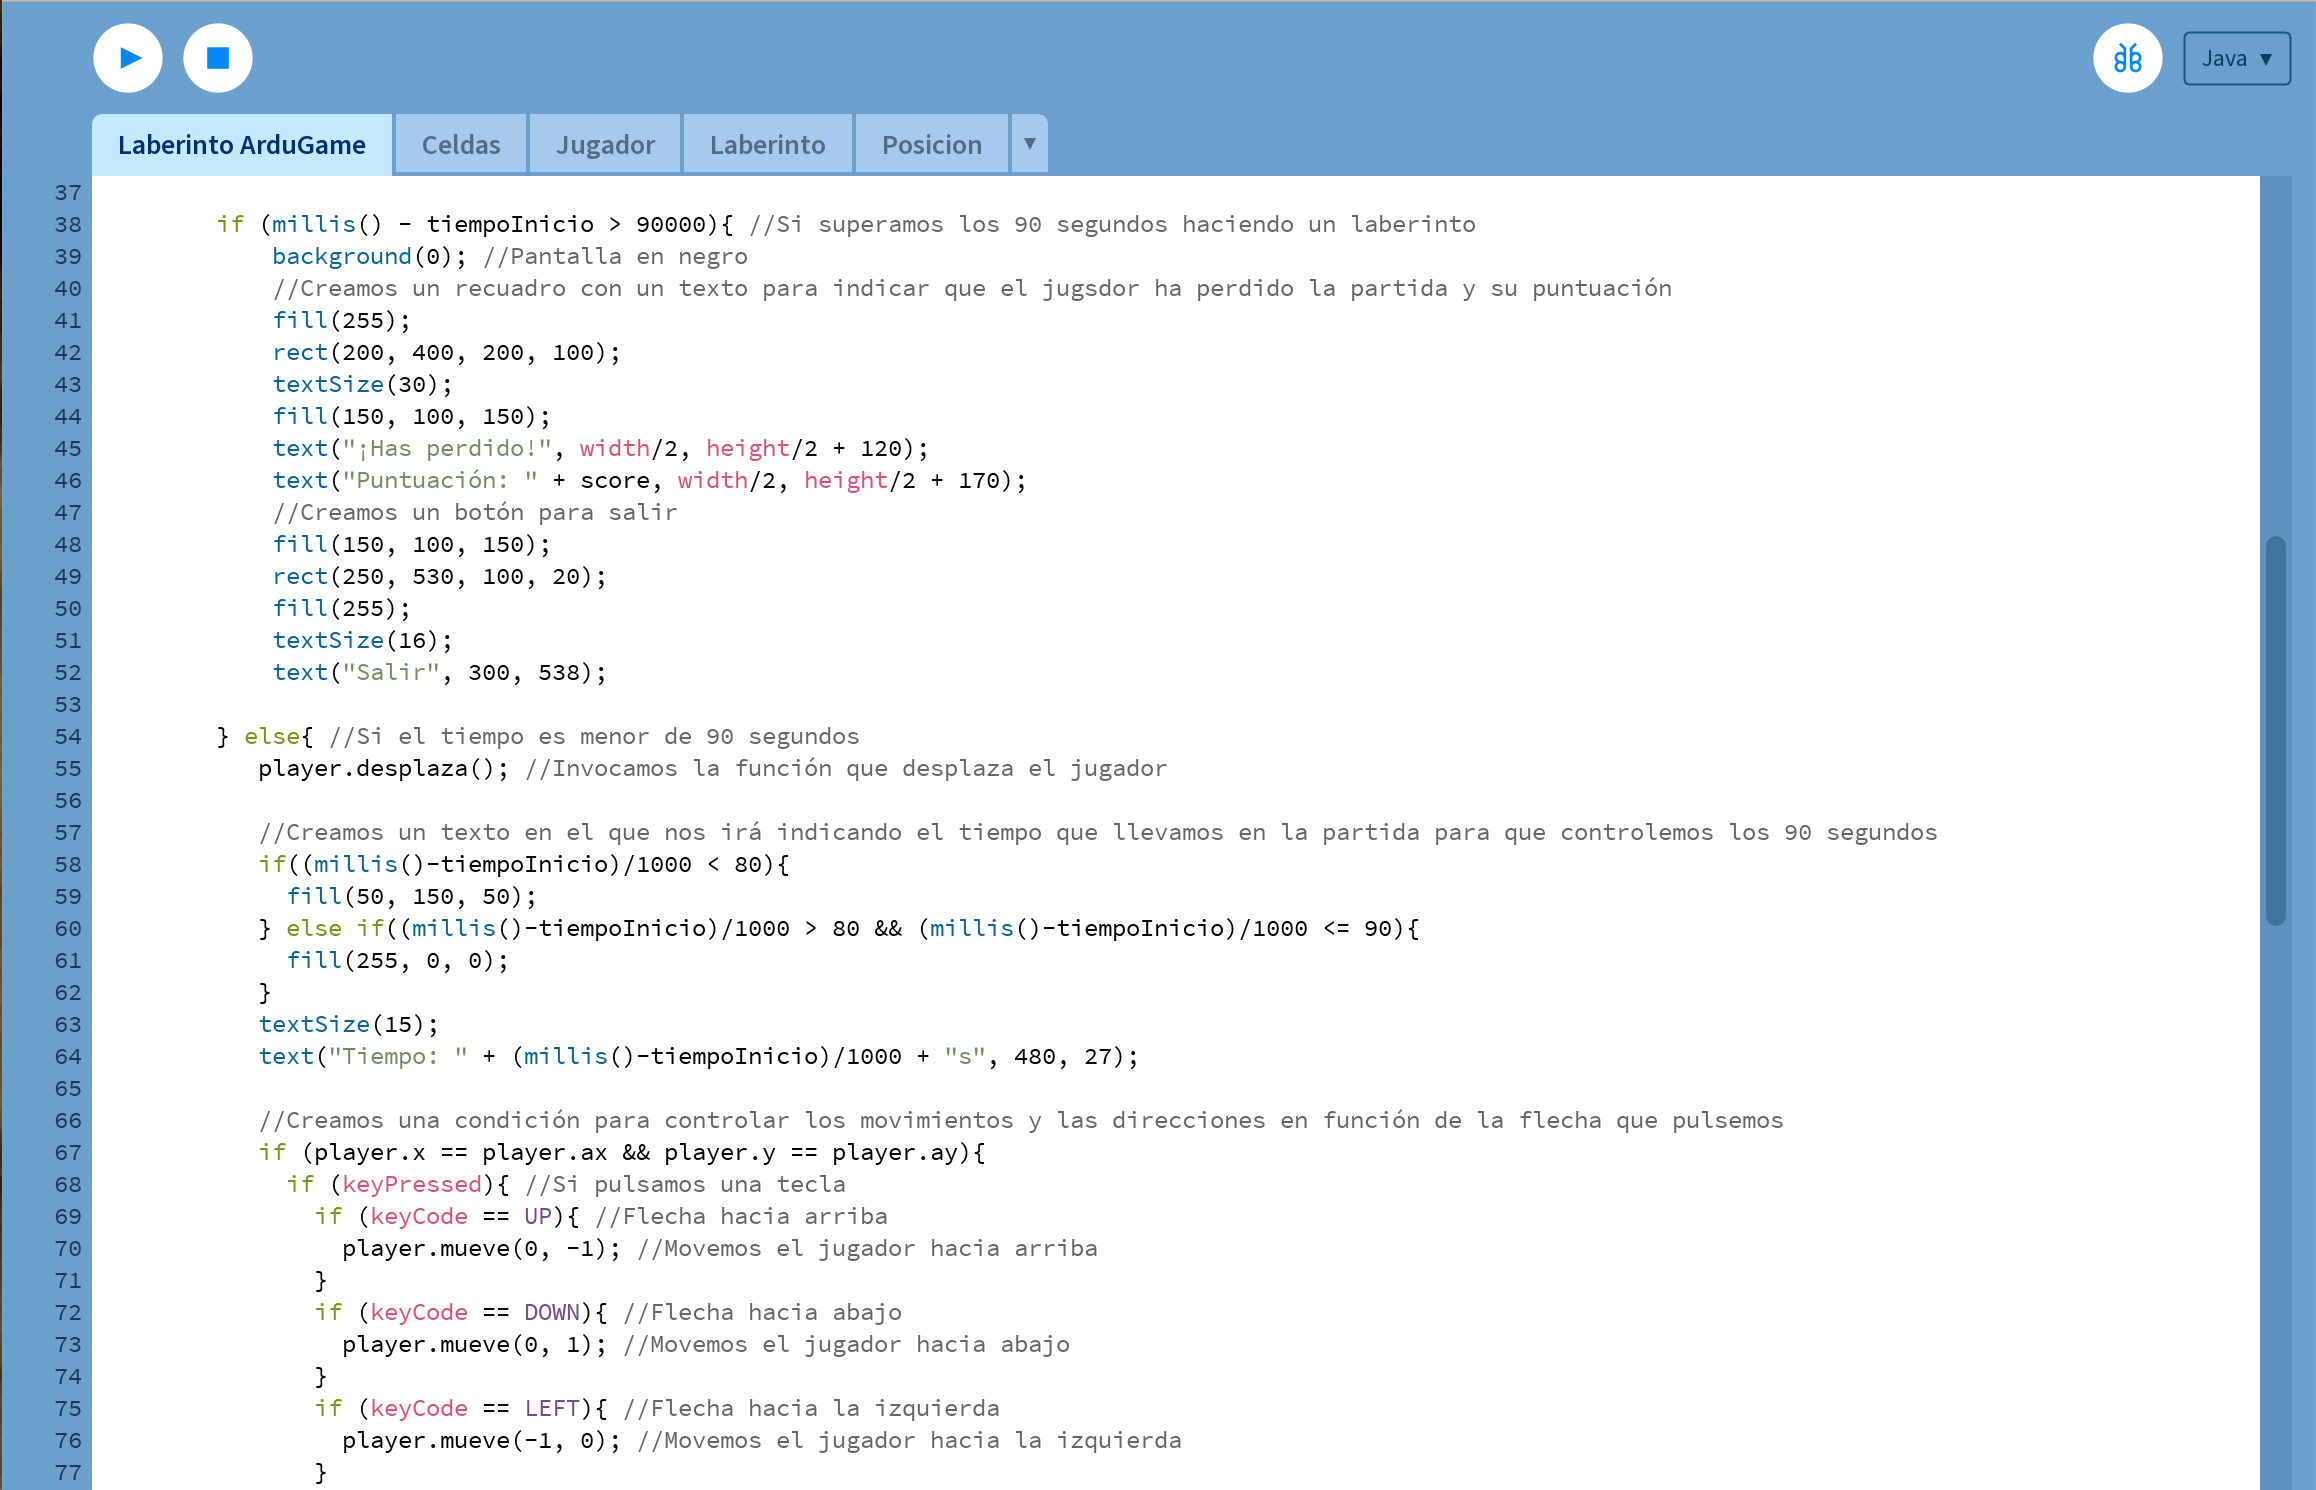 Java ▼
Laberinto ArduGame Celdas Jugador Laberinto Posicion ▼
37
38 if (millis() - tiempoInicio > 90000){ //Si superamos los 90 segundos haciendo un laberinto
39 background(0); //Pantalla en negro
40 //Creamos un recuadro con un texto para indicar que el jugsdor ha perdido la partida y su puntuación
41 fill(255);
42 rect(200, 400, 200, 100);
43 textSize(30);
44 fill(150, 100, 150);
45 text("¡Has perdido!", width/2, height/2 + 120);
46 text("Puntuación: " + score, width/2, height/2 + 170);
47 //Creamos un botón para salir
48 fill(150, 100, 150);
49 rect(250, 530, 100, 20);
50 fill(255);
51 textSize(16);
52 text("Salir", 300, 538);
53
54 } else{ //Si el tiempo es menor de 90 segundos
55 player.desplaza(); //Invocamos la función que desplaza el jugador
56
57 //Creamos un texto en el que nos irá indicando el tiempo que llevamos en la partida para que controlemos los 90 segundos
58 if((millis()-tiempoInicio)/1000 < 80){
59 fill(50, 150, 50);
60 } else if((millis()-tiempoInicio)/1000 > 80 && (millis()-tiempoInicio)/1000 <= 90){
61 fill(255, 0, 0);
62 }
63 textSize(15);
64 text("Tiempo: " + (millis()-tiempoInicio)/1000 + "s", 480, 27);
65
66 //Creamos una condición para controlar los movimientos y las direcciones en función de la flecha que pulsemos
67 if (player.x == player.ax && player.y == player.ay){
68 if (keyPressed){ //Si pulsamos una tecla
69 if (keyCode == UP){ //Flecha hacia arriba
70 player.mueve(0, -1); //Movemos el jugador hacia arriba
71 }
72 if (keyCode == DOWN){ //Flecha hacia abajo
73 player.mueve(0, 1); //Movemos el jugador hacia abajo
74 }
75 if (keyCode == LEFT){ //Flecha hacia la izquierda
76 player.mueve(-1, 0); //Movemos el jugador hacia la izquierda
77 }